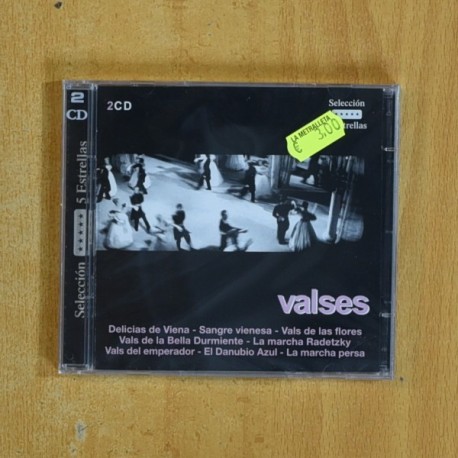 2
CD
Selección ★★★★★ 5 Estrellas
2CD
Selección
★★★★★
Estrellas
LA METRALLETA
€ 3,00
valses
Delicias de Viena - Sangre vienesa - Vals de las flores
Vals de la Bella Durmiente - La marcha Radetzky
Vals del emperador - El Danubio Azul - La marcha persa